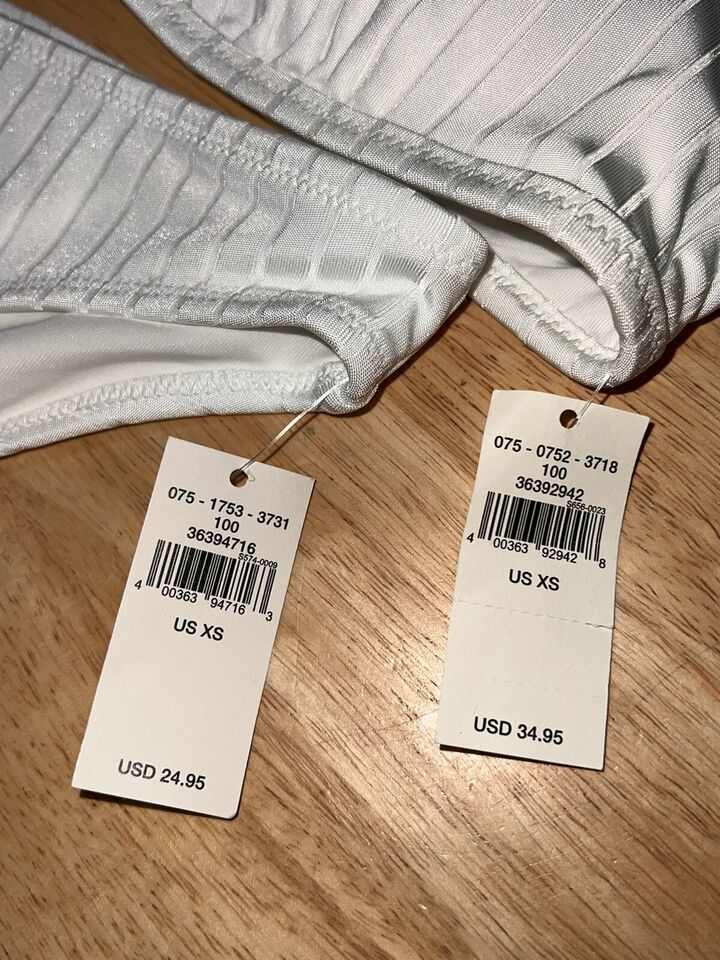 075 - 1753 - 3731
100
36394716
S574-0009
4 00363 94716 3
US XS
USD 24.95
075 - 0752 - 3718
100
36392942
S656-0023
4 00363 92942 8
US XS
USD 34.95